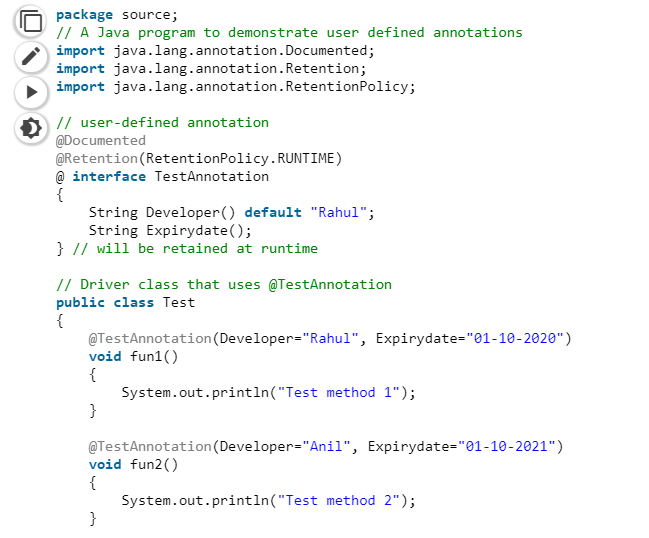 package source;
// A Java program to demonstrate user defined annotations
import java.lang.annotation.Documented;
import java.lang.annotation.Retention;
import java.lang.annotation.RetentionPolicy;

// user-defined annotation
@Documented
@Retention(RetentionPolicy.RUNTIME)
@ interface TestAnnotation
{
    String Developer() default "Rahul";
    String Expirydate();
} // will be retained at runtime

// Driver class that uses @TestAnnotation
public class Test
{
    @TestAnnotation(Developer="Rahul", Expirydate="01-10-2020")
    void fun1()
    {
        System.out.println("Test method 1");
    }

    @TestAnnotation(Developer="Anil", Expirydate="01-10-2021")
    void fun2()
    {
        System.out.println("Test method 2");
    }